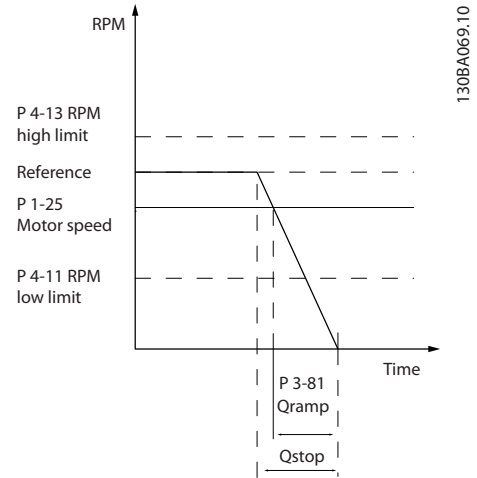 RPM
130BA069.10
P 4-13 RPM
high limit
Reference
P 1-25
Motor speed
P 4-11 RPM
low limit
Time
P 3-81
Qramp
Qstop